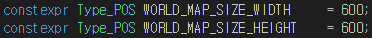 constexpr Type_POS WORLD_MAP_SIZE_WIDTH     = 600;
constexpr Type_POS WORLD_MAP_SIZE_HEIGHT    = 600;